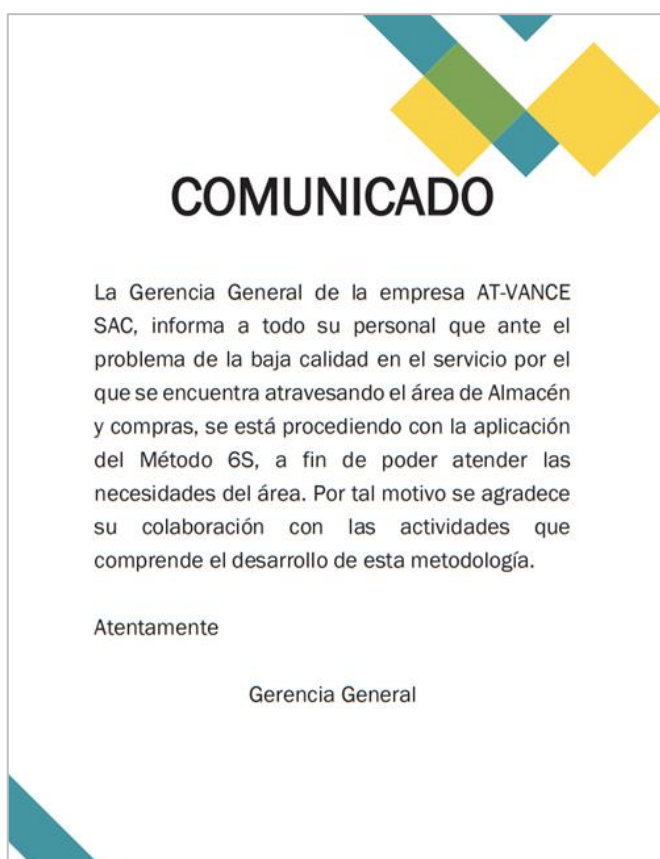 COMUNICADO
La Gerencia General de la empresa AT-VANCE
SAC, informa a todo su personal que ante el
problema de la baja calidad en el servicio por el
que se encuentra atravesando el área de Almacén
y compras, se está procediendo con la aplicación
del Método 6S, a fin de poder atender las
necesidades del área. Por tal motivo se agradece
su colaboración con las actividades que
comprende el desarrollo de esta metodología.
Atentamente
Gerencia General